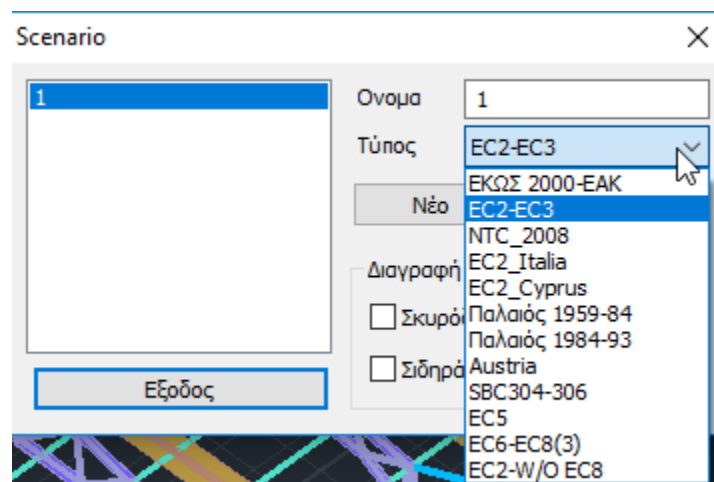 Scenario
1
Ονομα 1
Τύπος EC2-EC3
Νέο
Διαγραφή
Εξοδος
ΕΚΩΣ 2000-ΕΑΚ
EC2-EC3
NTC_2008
EC2_Italia
EC2_Cyprus
Παλαιός 1959-84
Παλαιός 1984-93
Austria
SBC304-306
EC5
EC6-EC8(3)
EC2-W/O EC8